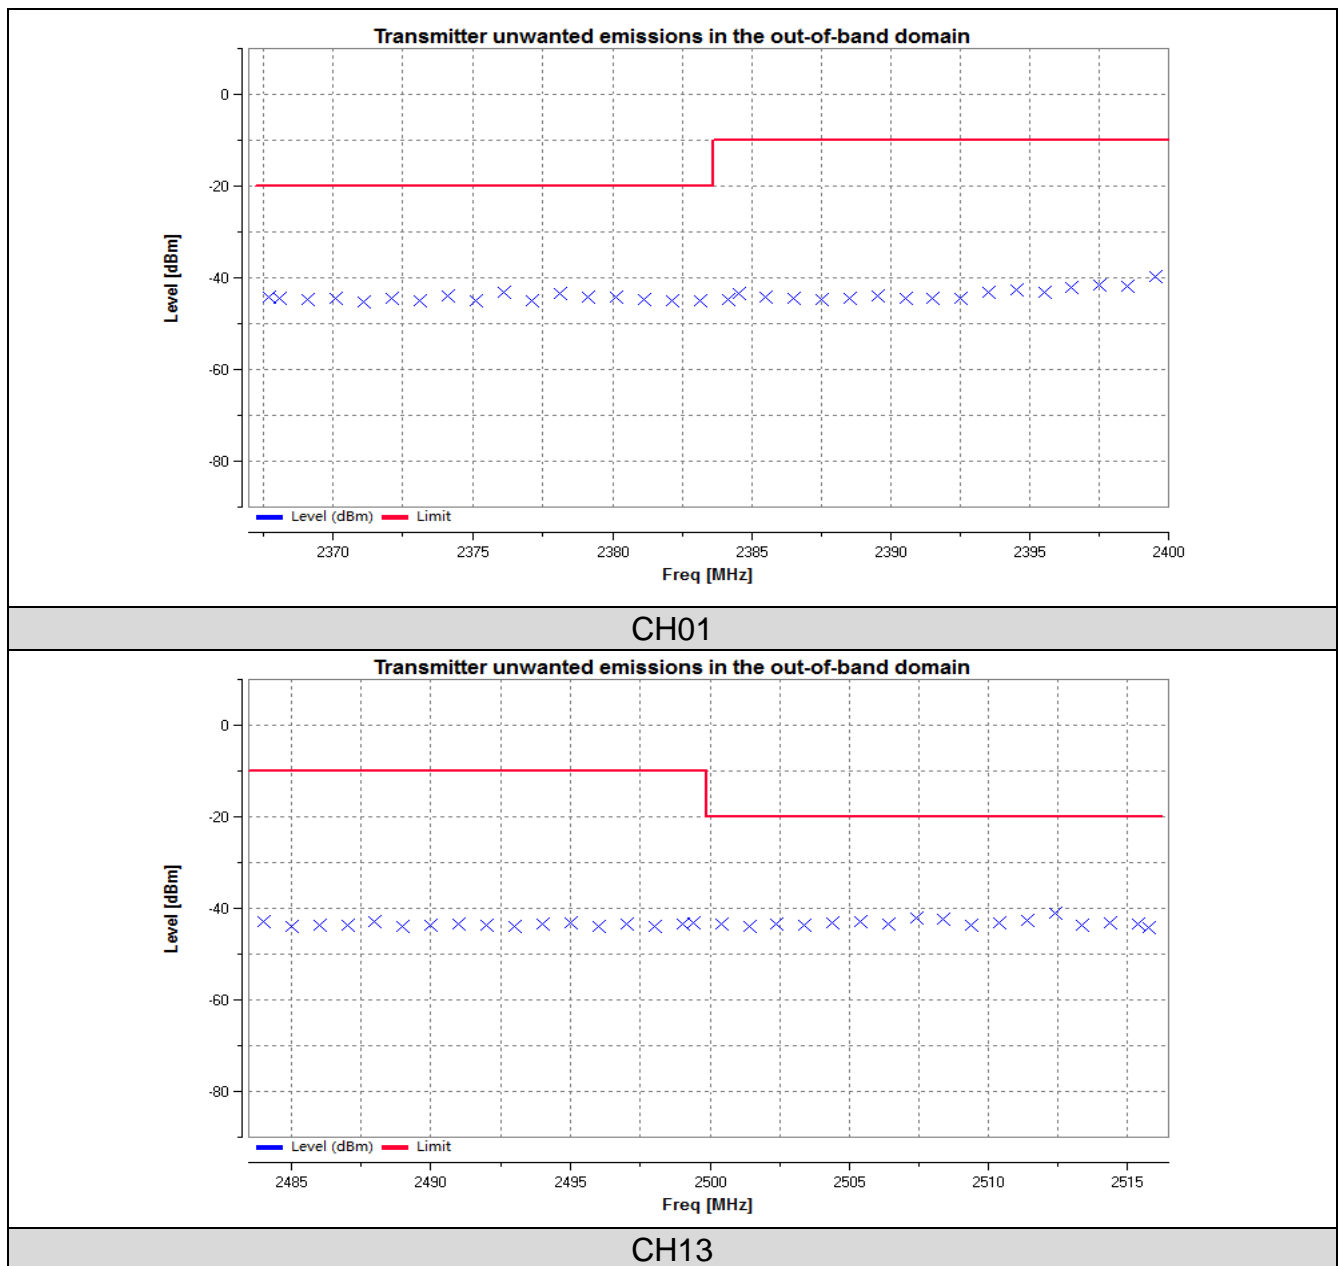 Transmitter unwanted emissions in the out-of-band domain
0
-20
-40
-60
-80
Level [dBm]
Level (dBm) Limit
2370 2375 2380 2385 2390 2395 2400
Freq [MHz]
CH01
Transmitter unwanted emissions in the out-of-band domain
0
-20
-40
-60
-80
Level [dBm]
Level (dBm) Limit
2485 2490 2495 2500 2505 2510 2515
Freq [MHz]
CH13